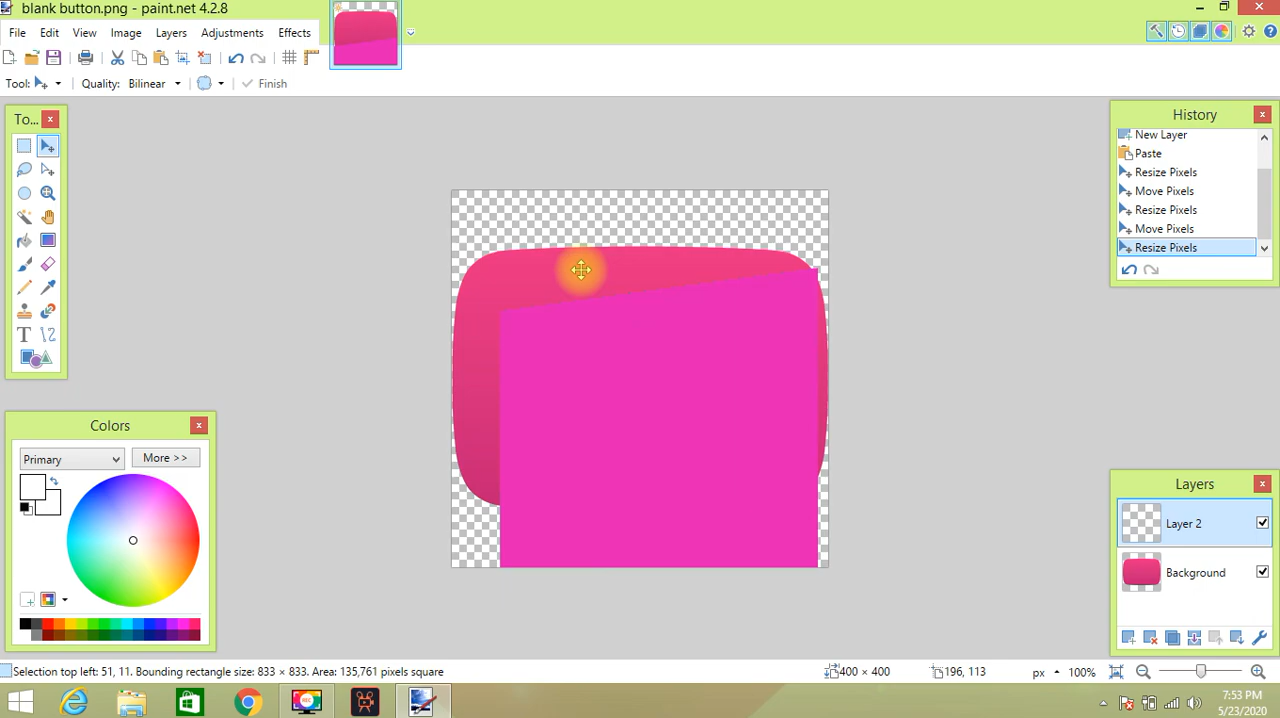 blank button.png - paint.net 4.2.8
File Edit View Image Layers Adjustments Effects
Tool: Quality: Bilinear Finish
To...
History
New Layer
Paste
Resize Pixels
Move Pixels
Resize Pixels
Move Pixels
Resize Pixels
T
Colors
Primary More >>
Layers
Layer 2
Background
Selection top left: 51, 11. Bounding rectangle size: 833 × 833. Area: 135,761 pixels square 400 × 400 196, 113 px 100%
REC
7:53 PM
5/23/2020